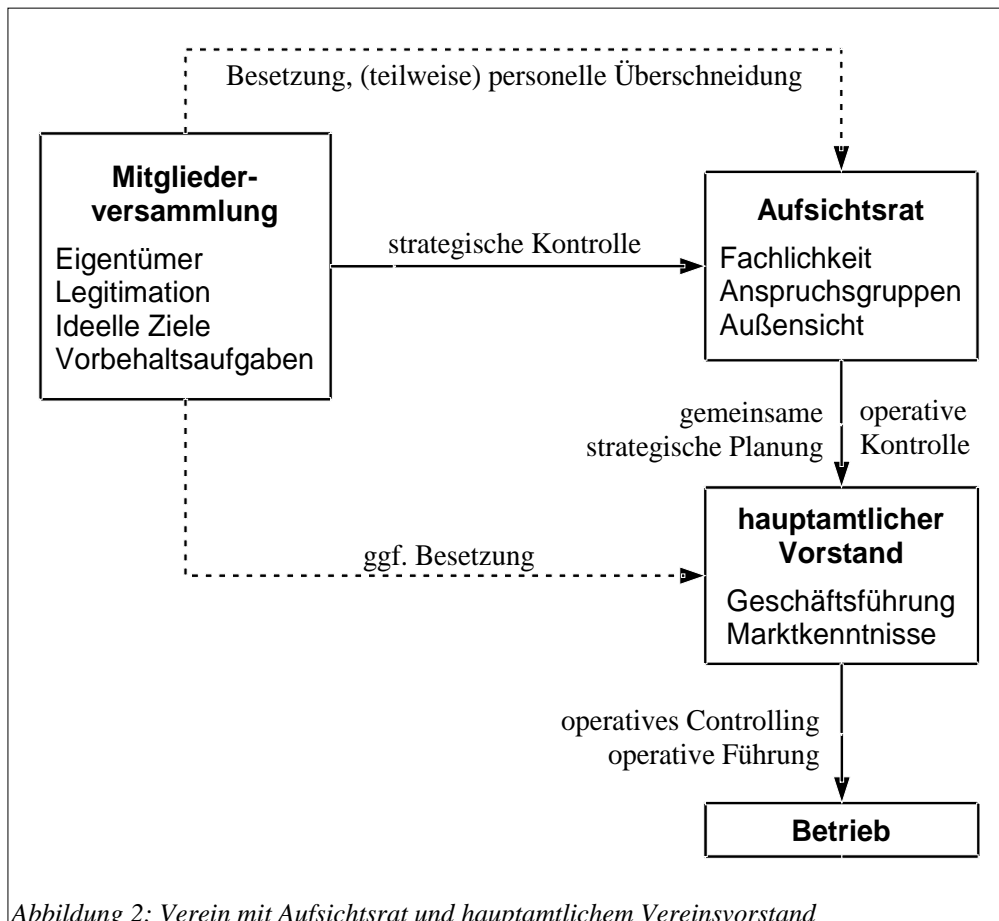 Besetzung, (teilweise) personelle Überschneidung
Mitglieder-
versammlung
Eigentümer
Legitimation
Ideelle Ziele
Vorbehaltsaufgaben
strategische Kontrolle
Aufsichtsrat
Fachlichkeit
Anspruchsgruppen
Außensicht
gemeinsame
strategische Planung
operative
Kontrolle
ggf. Besetzung
hauptamtlicher
Vorstand
Geschäftsführung
Marktkenntnisse
operatives Controlling
operative Führung
Betrieb
Abbildung 2: Verein mit Aufsichtsrat und hauptamtlichem Vereinsvorstand